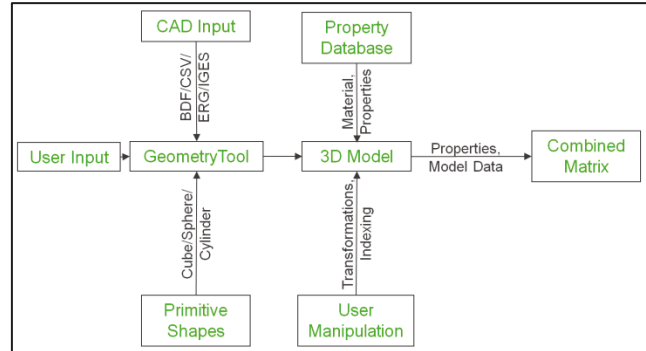 CAD Input
Property
Database
BDF/CSV/
ERG/IGES
Material,
Properties
User Input
GeometryTool
3D Model
Properties,
Model Data
Combined
Matrix
Cube/Sphere/
Cylinder
Transformations,
Indexing
Primitive
Shapes
User
Manipulation